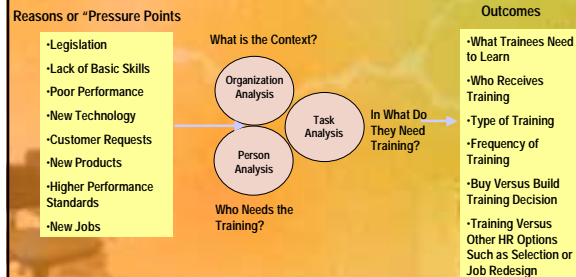 Reasons or “Pressure Points
•Legislation
•Lack of Basic Skills
•Poor Performance
•New Technology
•Customer Requests
•New Products
•Higher Performance
Standards
•New Jobs
What is the Context?
Organization
Analysis
Task
Analysis
Person
Analysis
Who Needs the
Training?
In What Do
They Need
Training?
Outcomes
•What Trainees Need
to Learn
•Who Receives
Training
•Type of Training
•Frequency of
Training
•Buy Versus Build
Training Decision
•Training Versus
Other HR Options
Such as Selection or
Job Redesign